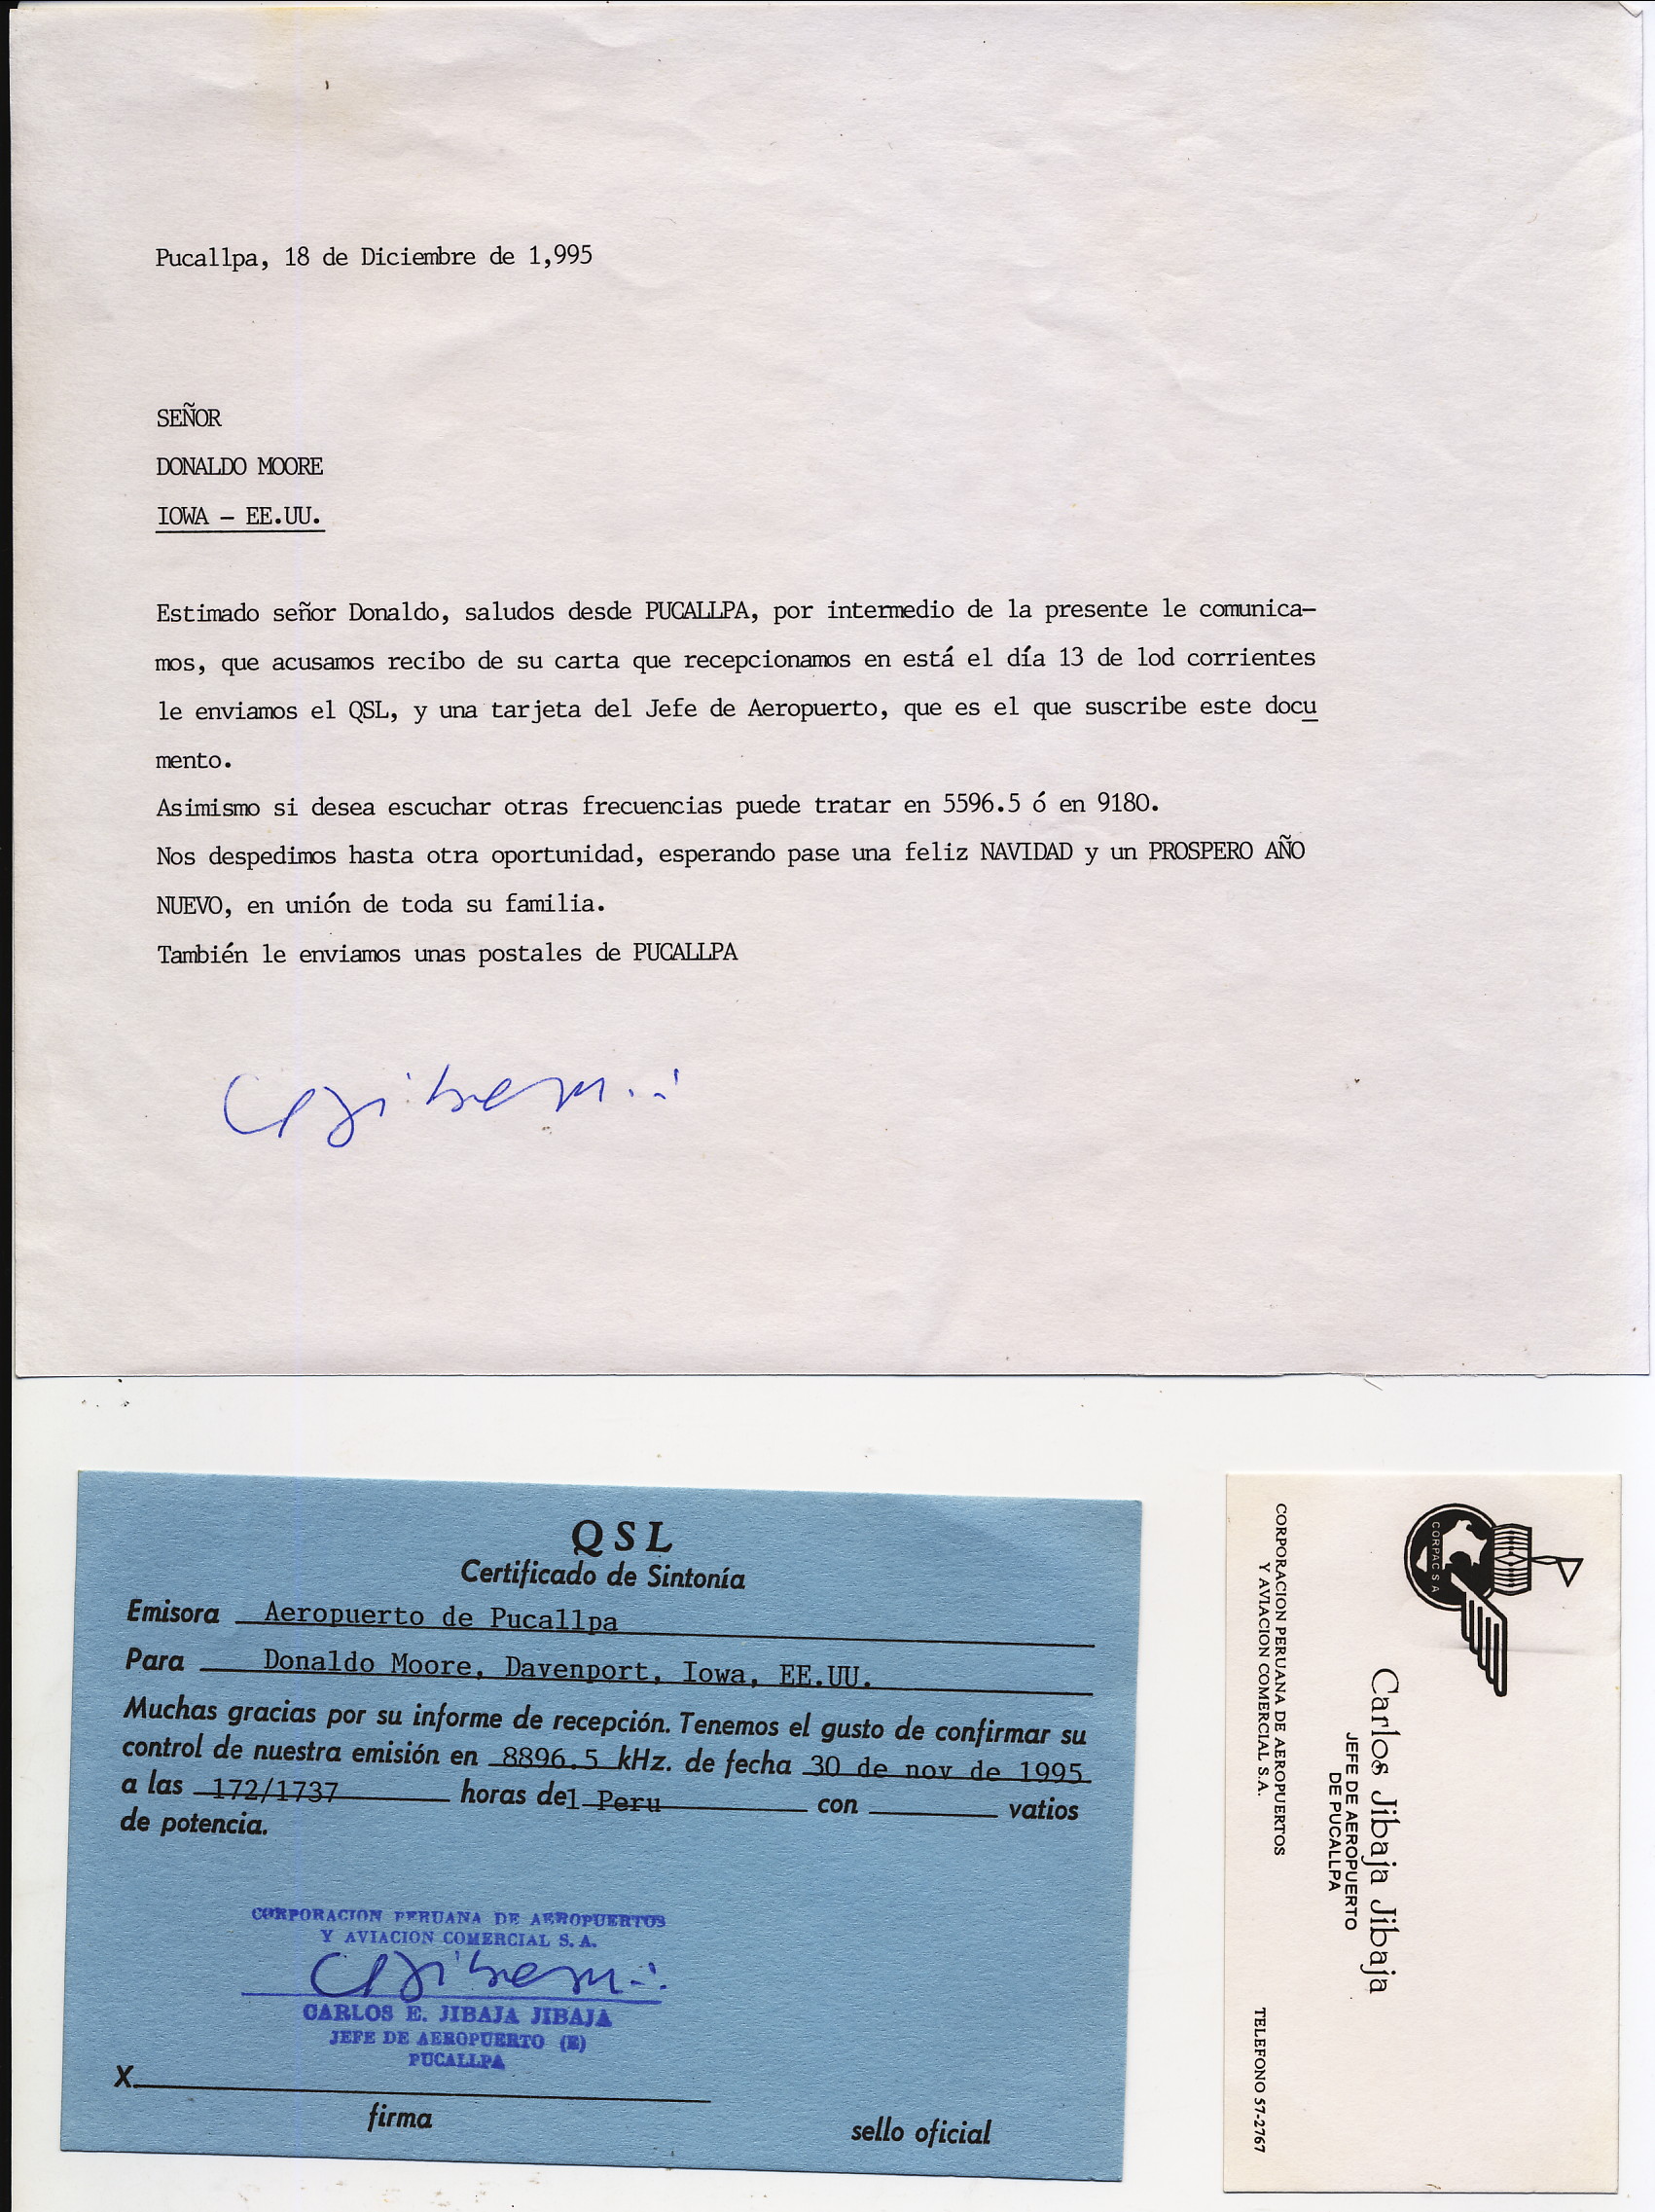 Pucallpa, 18 de Diciembre de 1,995
SEÑOR
DONALDO MOORE
IOWA - EE.UU.
Estimado señor Donaldo, saludos desde PUCALLPA, por intermedio de la presente le comunica-
mos, que acusamos recibo de su carta que recepcionamos en está el día 13 de lod corrientes
le enviamos el QSL, y una tarjeta del Jefe de Aeropuerto, que es el que suscribe este docu
mento.
Asimismo si desea escuchar otras frecuencias puede tratar en 5596.5 ó en 9180.
Nos despedimos hasta otra oportunidad, esperando pase una feliz NAVIDAD y un PROSPERO AÑO
NUEVO, en unión de toda su familia.
También le enviamos unas postales de PUCALLPA
QSL
Certificado de Sintonía
Emisora Aeropuerto de Pucallpa
Para Donaldo Moore, Davenport, Iowa, EE.UU.
Muchas gracias por su informe de recepción. Tenemos el gusto de confirmar su
control de nuestra emisión en 8896.5 kHz. de fecha 30 de nov de 1995
a las 172/1737 horas del Peru con vatios
de potencia.
CORPORACION PERUANA DE AEROPUERTOS
Y AVIACION COMERCIAL S. A.
CARLOS E. JIBAJA JIBAJA
JEFE DE AEROPUERTO (E)
PUCALLPA
X
firma
sello oficial
CORPAC S A
Carlos Jibaja Jibaja
JEFE DE AEROPUERTO
DE PUCALLPA
CORPORACION PERUANA DE AEROPUERTOS
Y AVIACION COMERCIAL S.A.
TELEFONO 57-2767